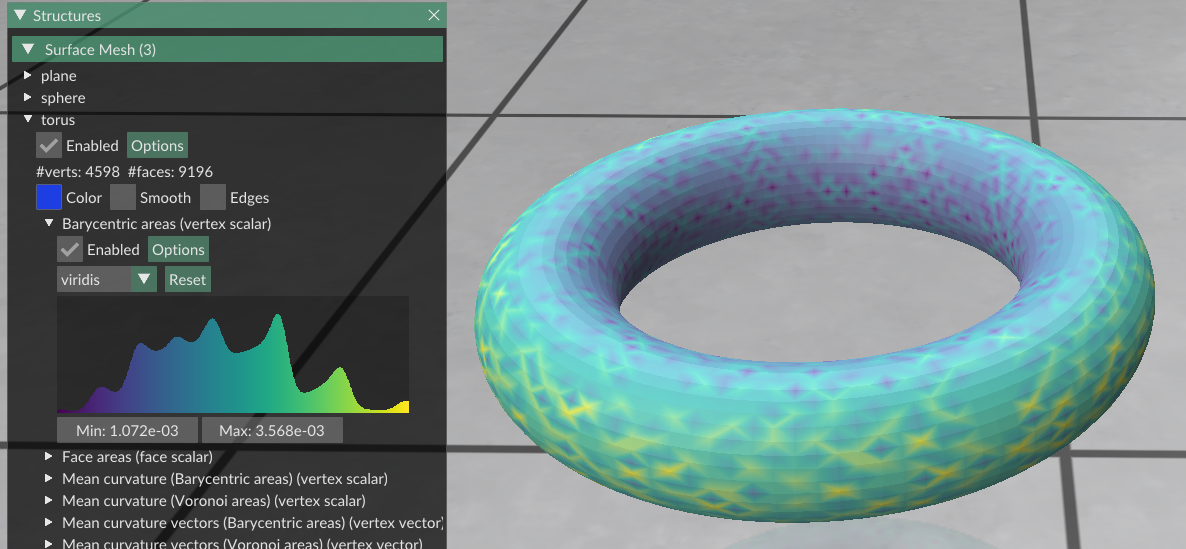 Structures
Surface Mesh (3)
plane
sphere
torus
Enabled Options
#verts: 4598 #faces: 9196
Color Smooth Edges
Barycentric areas (vertex scalar)
Enabled Options
viridis Reset
Min: 1.072e-03 Max: 3.568e-03
Face areas (face scalar)
Mean curvature (Barycentric areas) (vertex scalar)
Mean curvature (Voronoi areas) (vertex scalar)
Mean curvature vectors (Barycentric areas) (vertex vector)
Mean curvature vectors (Voronoi areas) (vertex vector)